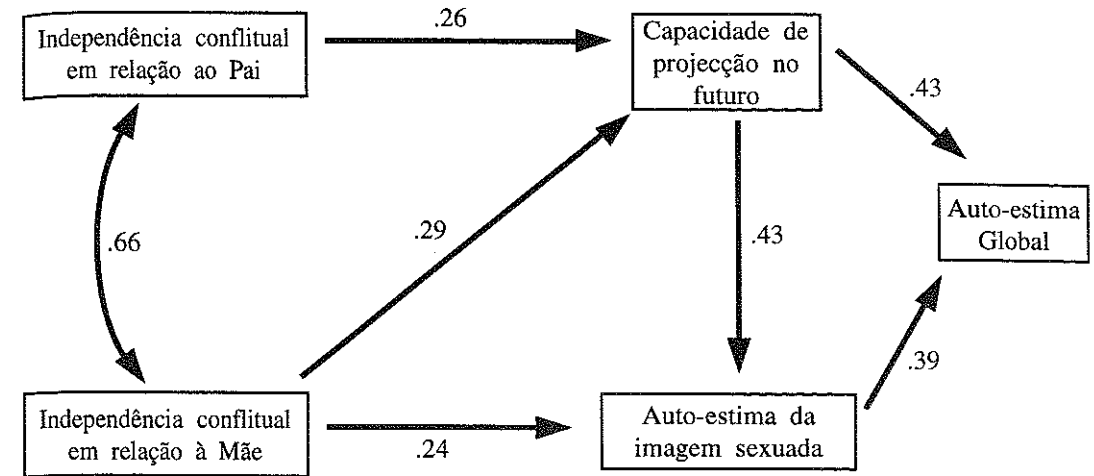 Independência conflitual
em relação ao Pai
.26
Capacidade de
projecção no
futuro
.43
.66
.29
.43
Auto-estima
Global
.39
Independência conflitual
em relação à Mãe
.24
Auto-estima da
imagem sexuada